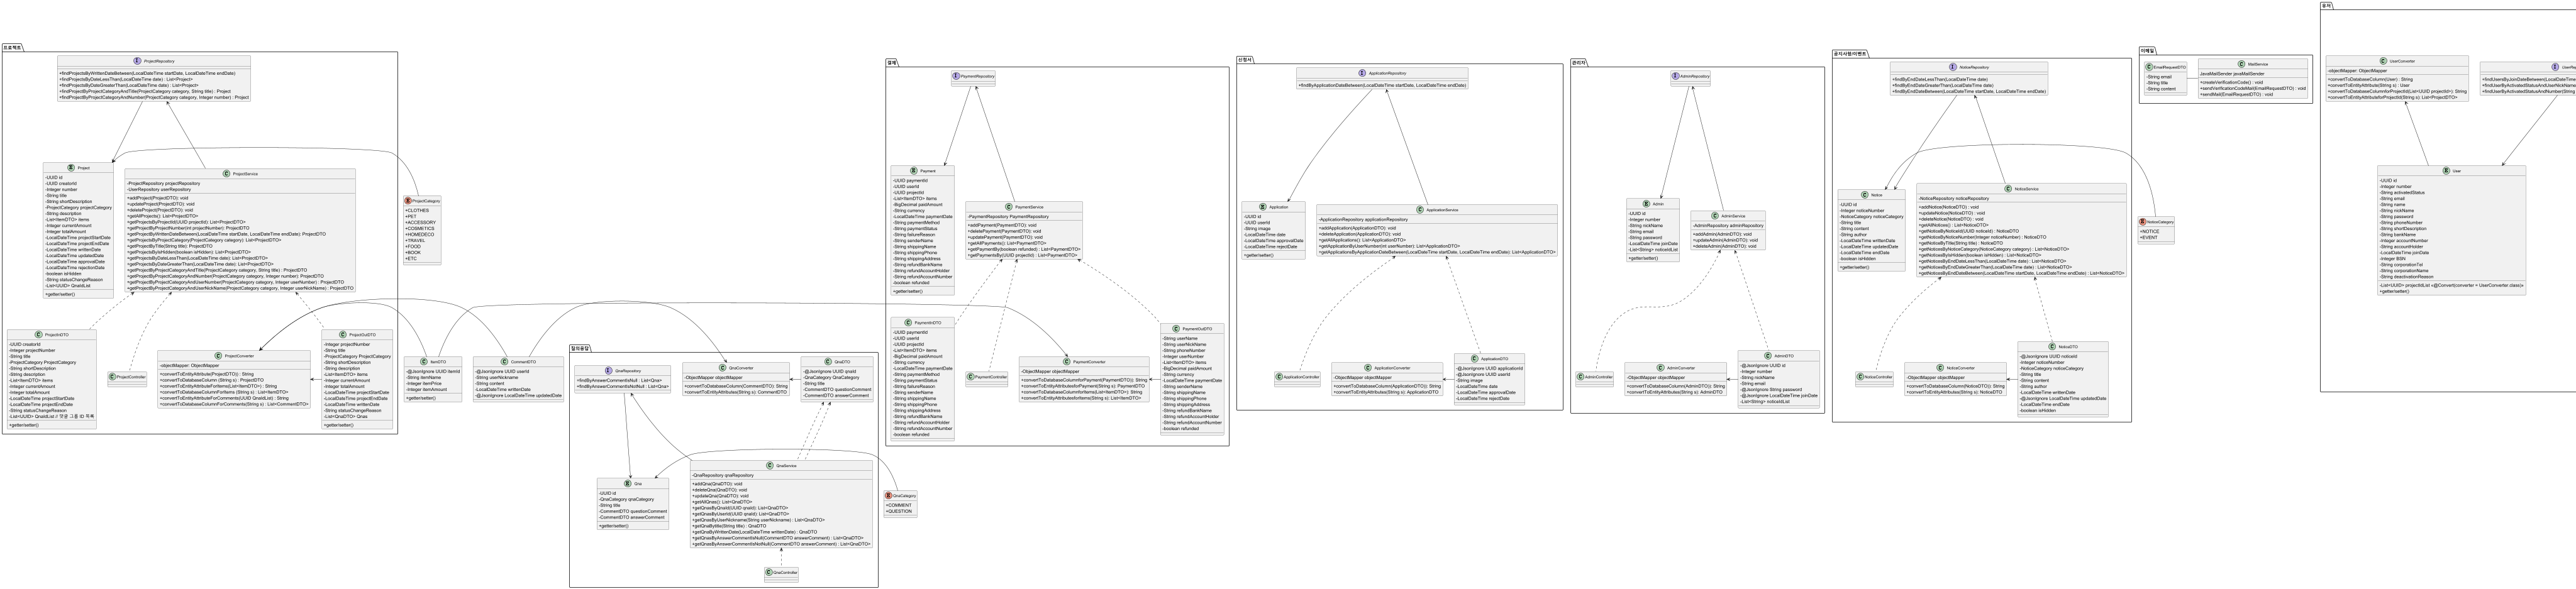 프로젝트
ProjectRepository
+findProjectsByWrittenDateBetween(LocalDateTime startDate, LocalDateTime endDate)
+findProjectsByDateLessThan(LocalDateTime date) : List<Project>
+findProjectsByDateGreaterThan(LocalDateTime date) : List<Project>
+findProjectByProjectCategoryAndTitle(ProjectCategory category, String title) : Project
+findProjectByProjectCategoryAndNumber(ProjectCategory category, Integer number) : Project
Project
-UUID id
-UUID creatorId
-Integer number
-String title
-String shortDescription
-ProjectCategory projectCategory
-String description
-List<ItemDTO> items
-Integer currentAmount
-Integer totalAmount
-LocalDateTime projectStartDate
-LocalDateTime projectEndDate
-LocalDateTime writtenDate
-LocalDateTime updatedDate
-LocalDateTime approvalDate
-LocalDateTime rejectionDate
-boolean isHidden
-String statusChangeReason
-List<UUID> QnaIdList
+getter/setter()
ProjectService
-ProjectRepository projectRepository
-UserRepository userRepository
+addProject(ProjectDTO): void
+updateProject(ProjectDTO): void
+deleteProject(ProjectDTO): void
+getAllProjects() : List<ProjectDTO>
+getProjectsByProjectId(UUID projectId): List<ProjectDTO>
+getProjectByProjectNumber(int projectNumber): ProjectDTO
+getProjectByWrittenDateBetween(LocalDateTime startDate, LocalDateTime endDate): ProjectDTO
+getProjectsByProjectCategory(ProjectCategory category): List<ProjectDTO>
+getProjectByTitle(String title): ProjectDTO
+getProjectsByIsHidden(boolean isHidden): List<ProjectDTO>
+getProjectsByDateLessThan(LocalDateTime date) : List<ProjectDTO>
+getProjectsByDateGreaterThan(LocalDateTime date) : List<ProjectDTO>
+getProjectByProjectCategoryAndTitle(ProjectCategory category, String title) : ProjectDTO
+getProjectByProjectCategoryAndNumber(ProjectCategory category, Integer number) : ProjectDTO
+getProjectByProjectCategoryAndUserNumber(ProjectCategory category, Integer userNumber) : ProjectDTO
+getProjectByProjectCategoryAndUserNickName(ProjectCategory category, Integer userNickName) : ProjectDTO
ProjectInDTO
-UUID creatorId
-Integer projectNumber
-String title
-ProjectCategory ProjectCategory
-String shortDescription
-String description
-List<ItemDTO> items
-Integer currentAmount
-Integer totalAmount
-LocalDateTime projectStartDate
-LocalDateTime projectEndDate
-String statusChangeReason
-List<UUID> QnaIdList // 댓글 그룹 ID 목록
+getter/setter()
ProjectController
ProjectConverter
-objectMapper: ObjectMapper
+convertToEntityAttribute(ProjectDTO)) : String
+convertToDatabaseColumn (String s) : ProjectDTO
+convertToEntityAttributeForItems(List<ItemDTO>) : String
+convertToDatabaseColumnForItems (String s) : List<ItemDTO>
+convertToEntityAttributeForComments(UUID QnaIdList) : String
+convertToDatabaseColumnForComments(String s) : List<CommentDTO>
ProjectOutDTO
-Integer projectNumber
-String title
-ProjectCategory ProjectCategory
-String shortDescription
-String description
-List<ItemDTO> items
-Integer currentAmount
-Integer totalAmount
-LocalDateTime projectStartDate
-LocalDateTime projectEndDate
-LocalDateTime writtenDate
-String statusChangeReason
-List<QnaDTO> Qnas
+getter/setter()
ProjectCategory
+CLOTHES
+PET
+ACCESSORY
+COSMETICS
+HOMEDECO
+TRAVEL
+FOOD
+BOOK
+ETC
ItemDTO
-@JsonIgnore UUID itemId
-String itemName
-Integer itemPrice
-Integer itemAmount
+getter/setter()
CommentDTO
-@JsonIgnore UUID userId
-String userNickname
-String content
-LocalDateTime writtenDate
-@JsonIgnore LocalDateTime updatedDate
질의응답
QnaRepository
+findByAnswerCommentIsNull : List<Qna>
+findByAnswerCommentIsNotNull : List<Qna>
QnaConverter
-ObjectMapper objectMapper
+convertToDatabaseColumn(CommentDTO): String
+convertToEntityAttributes(String s): CommentDTO
QnaDTO
-@JsonIgnore UUID qnaId
-QnaCategory QnaCategory
-String title
-CommentDTO questionComment
-CommentDTO answerComment
Qna
-UUID id
-QnaCategory qnaCategory
-String title
-CommentDTO questionComment
-CommentDTO answerComment
+getter/setter()
QnaService
-QnaRepository qnaRepository
+addQna(QnaDTO): void
+deleteQna(QnaDTO): void
+updateQna(QnaDTO): void
+getAllQnas(): List<QnaDTO>
+getQnasByQnaId(UUID qnaId): List<QnaDTO>
+getQnasByUserId(UUID qnaId): List<QnaDTO>
+getQnasByUserNickname(String userNickname) : List<QnaDTO>
+getQnaBytitle(String title) : QnaDTO
+getQnaByWrittenDate(LocalDateTime writtenDate) : QnaDTO
+getQnasByAnswerCommentIsNull(CommentDTO answerComment) : List<QnaDTO>
+getQnasByAnswerCommentIsNotNull(CommentDTO answerComment) : List<QnaDTO>
QnaController
QnaCategory
+COMMENT
+QUESTION
결제
PaymentRepository
Payment
-UUID paymentId
-UUID userId
-UUID projectId
-List<ItemDTO> items
-BigDecimal paidAmount
-String currency
-LocalDateTime paymentDate
-String paymentMethod
-String paymentStatus
-String failureReason
-String senderName
-String shippingName
-String shippingPhone
-String shippingAddress
-String refundBankName
-String refundAccountHolder
-String refundAccountNumber
-boolean refunded
+getter/setter()
PaymentService
-PaymentRepository PaymentRepository
+addPayment(PaymentDTO): void
+deletePayment(PaymentDTO): void
+updatePayment(PaymentDTO): void
+getAllPayments() : List<PaymentDTO>
+getPaymentBy(boolean refunded) : List<PaymentDTO>
+getPaymentsBy(UUID projectId) : List<PaymentDTO>
PaymentInDTO
-UUID paymentId
-UUID userId
-UUID projectId
-List<ItemDTO> items
-BigDecimal paidAmount
-String currency
-LocalDateTime paymentDate
-String paymentMethod
-String paymentStatus
-String failureReason
-String senderName
-String shippingName
-String shippingPhone
-String shippingAddress
-String refundBankName
-String refundAccountHolder
-String refundAccountNumber
-boolean refunded
PaymentController
PaymentConverter
-ObjectMapper objectMapper
+convertToDatabaseColumnforPayment(PaymentDTO)): String
+convertToEntityAttributesforPayment(String s): PaymentDTO
+convertToDatabaseColumnforItems(List<ItemDTO>): String
+convertToEntityAttributeforItems(String s): List<ItemDTO>
PaymentOutDTO
-String userName
-String userNickName
-String phoneNumber
-Integer userNumber
-List<ItemDTO> items
-BigDecimal paidAmount
-String currency
-LocalDateTime paymentDate
-String senderName
-String shippingName
-String shippingPhone
-String shippingAddress
-String refundBankName
-String refundAccountHolder
-String refundAccountNumber
-boolean refunded
신청서
ApplicationRepository
+findByApplicationDateBetween(LocalDateTime startDate, LocalDateTime endDate)
Application
-UUID id
-UUID userId
-String image
-LocalDateTime date
-LocalDateTime approvalDate
-LocalDateTime rejectDate
+getter/setter()
ApplicationService
-ApplicationRepository applicationRepository
+addApplication(ApplicationDTO): void
+deleteApplication(ApplicationDTO): void
+getAllApplications() : List<ApplicationDTO>
+getApplicationByUserNumber(int userNumber): List<ApplicationDTO>
+getApplicationsByApplicationDateBetween(LocalDateTime startDate, LocalDateTime endDate): List<ApplicationDTO>
ApplicationController
ApplicationConverter
-ObjectMapper objectMapper
+convertToDatabaseColumn(ApplicationDTO)): String
+convertToEntityAttributes(String s): ApplicationDTO
ApplicationDTO
-@JsonIgnore UUID applicationId
-@JsonIgnore UUID userId
-String image
-LocalDateTime date
-LocalDateTime approvalDate
-LocalDateTime rejectDate
관리자
AdminRepository
Admin
-UUID id
-Integer number
-String nickName
-String email
-String password
-LocalDateTime joinDate
-List<String> noticeIdList
+getter/setter()
AdminService
-AdminRepository adminRepository
+addAdmin(AdminDTO): void
+updateAdmin(AdminDTO): void
+deleteAdmin(AdminDTO): void
AdminController
AdminConverter
-ObjectMapper objectMapper
+convertToDatabaseColumn(AdminDTO)): String
+convertToEntityAttributes(String s): AdminDTO
AdminDTO
-@JsonIgnore UUID id
-Integer number
-String nickName
-String email
-@JsonIgnore String password
-@JsonIgnore LocalDateTime joinDate
-List<String> noticeIdList
공지사항/이벤트
NoticeRepository
+findByEndDateLessThan(LocalDateTime date)
+findByEndDateGreaterThan(LocalDateTime date)
+findByEndDateBetween(LocalDateTime startDate, LocalDateTime endDate)
Notice
-UUID id
-Integer noticeNumber
-NoticeCategory noticeCategory
-String title
-String content
-String author
-LocalDateTime writtenDate
-LocalDateTime updatedDate
-LocalDateTime endDate
-boolean isHidden
+getter/setter()
NoticeService
-NoticeRepository noticeRepository
+addNotice(NoticeDTO) : void
+updateNotice(NoticeDTO) : void
+deleteNotice(NoticeDTO) : void
+getAllNotices() : List<NoticeDTO>
+getNoticesByNoticeId(UUID noticeId) : List<NoticeDTO>
+getNoticeByNoticeNumber(Integer noticeNumber) : NoticeDTO
+getNoticeByTitle(String title) : NoticeDTO
+getNoticesByIsHidden(boolean isHidden) : List<NoticeDTO>
+getNoticesByNoticeCategory(NoticeCategory category) : List<NoticeDTO>
+getNoticesByEndDateLessThan(LocalDateTime date) : List<NoticeDTO>
+getNoticesByEndDateGreaterThan(LocalDateTime date) : List<NoticeDTO>
+getNoticesByEndDateBetween(LocalDateTime startDate, LocalDateTime endDate) : List<NoticeDTO>
NoticeController
NoticeConverter
-ObjectMapper objectMapper
+convertToDatabaseColumn(NoticeDTO)): String
+convertToEntityAttributes(String s): NoticeDTO
NoticeDTO
-@JsonIgnore UUID noticeId
-Integer noticeNumber
-NoticeCategory noticeCategory
-String title
-String content
-String author
-LocalDateTime writtenDate
-@JsonIgnore LocalDateTime updatedDate
-LocalDateTime endDate
-boolean isHidden
NoticeCategory
+NOTICE
+EVENT
이메일
EmailRequestDTO
-String email
-String title
-String content
MailService
JavaMailSender javaMailSender
+createVerificationCode() : void
+sendVerificationCodeMail(EmailRequestDTO) : void
+sendMail(EmailRequestDTO) : void
유저
UserConverter
-objectMapper: ObjectMapper
+convertToDatabaseColumn(User) : String
+convertToEntityAttribute(String s) : User
+convertToDatabaseColumnforProjectId(List<UUID projectId>): String
+convertToEntityAttributeforProjectId(String s): List<ProjectDTO>
+findUsersByJoinDateBetween(LocalDateTime
+findUserByActivatedStatusAndUserNickName
+findUserByActivatedStatusAndNumber(String
User
-UUID id
-Integer number
-String activatedStatus
-String email
-String name
-String nickName
-String password
-String phoneNumber
-String shortDescription
-String bankName
-Integer accountNumber
-String accountHolder
-LocalDateTime joinDate
-Integer BSN
-String corporationTel
-String corporationName
-String deactivationReason
-List<UUID> projectIdList <@Convert(converter = UserConverter.class)>
+getter/setter()